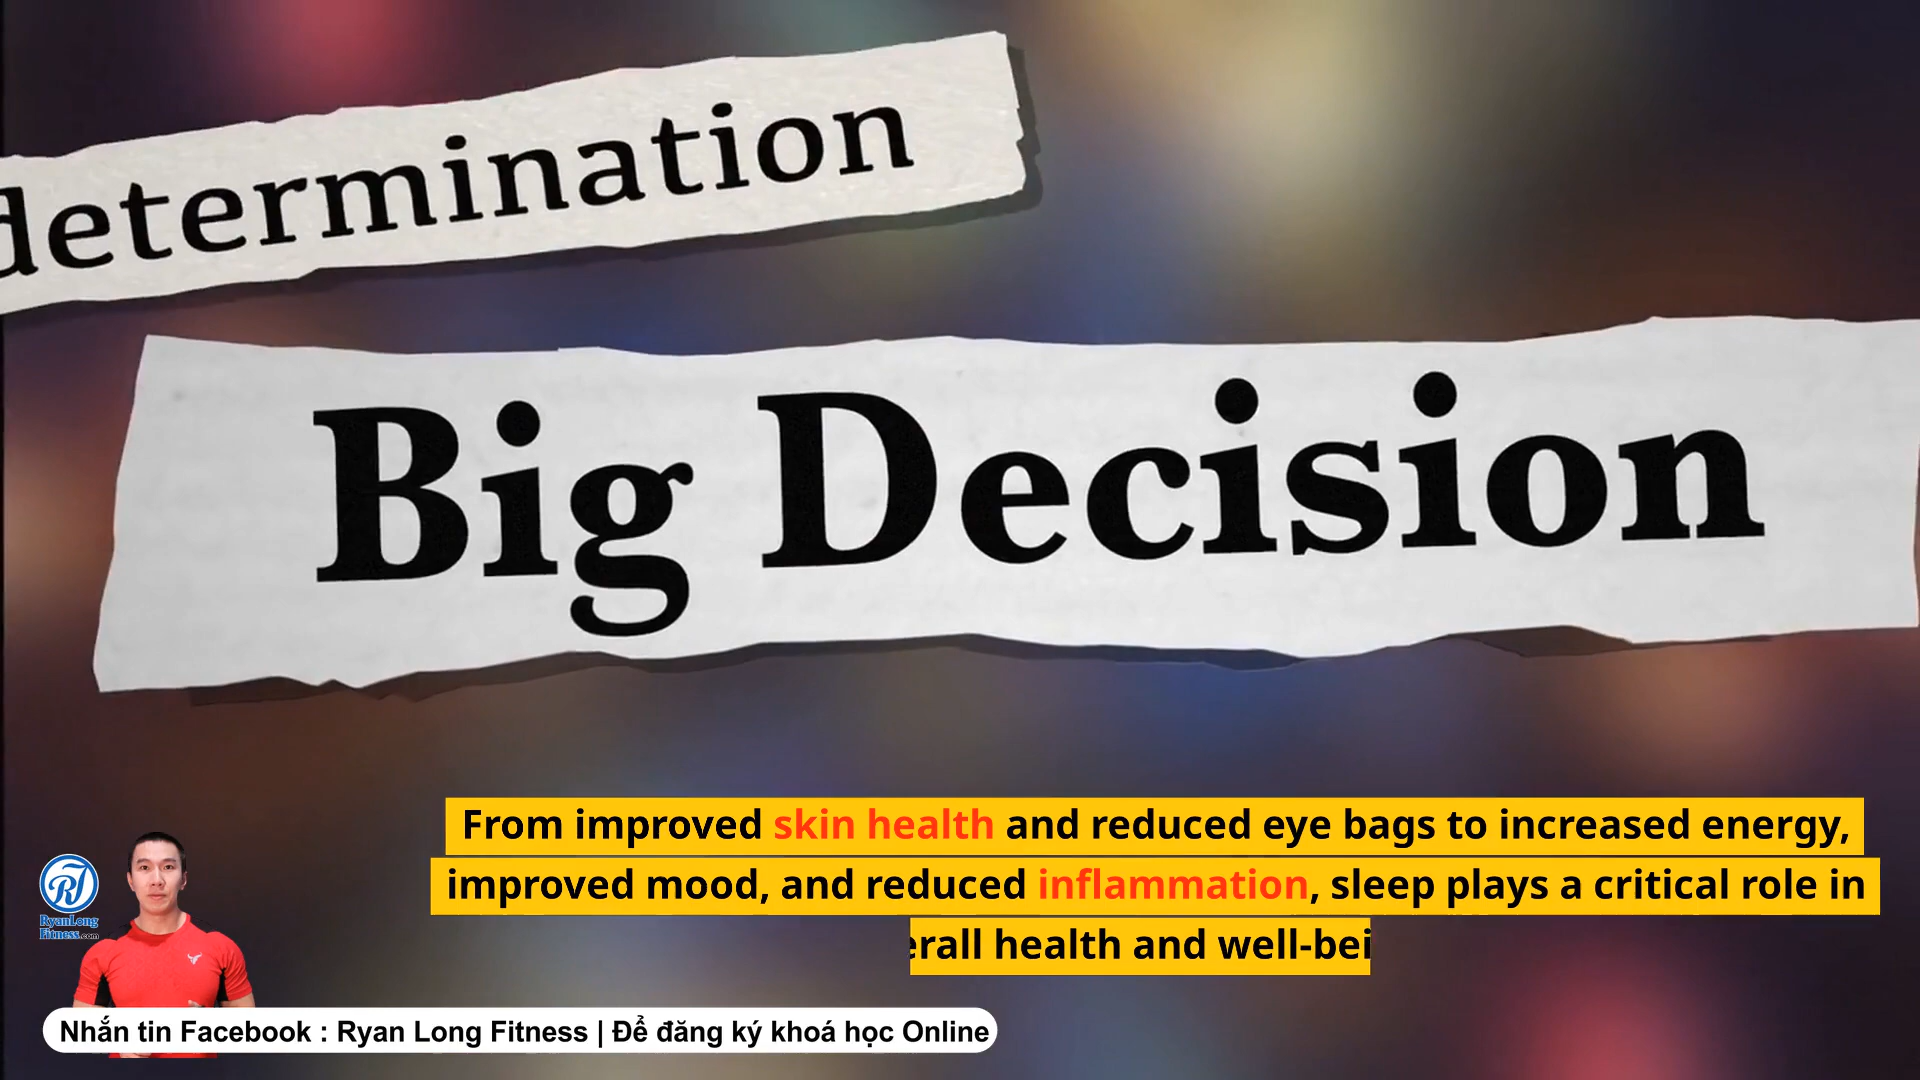 determination
Big Decision
From improved skin health and reduced eye bags to increased energy,
improved mood, and reduced inflammation, sleep plays a critical role in
erall health and well-bei
RyanLong
Fitness.com
Nhắn tin Facebook : Ryan Long Fitness | Để đăng ký khoá học Online